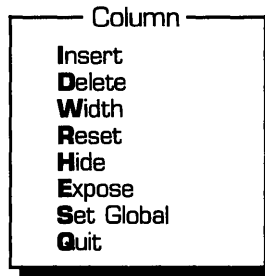 Column
Insert
Delete
Width
Reset
Hide
Expose
Set Global
Quit